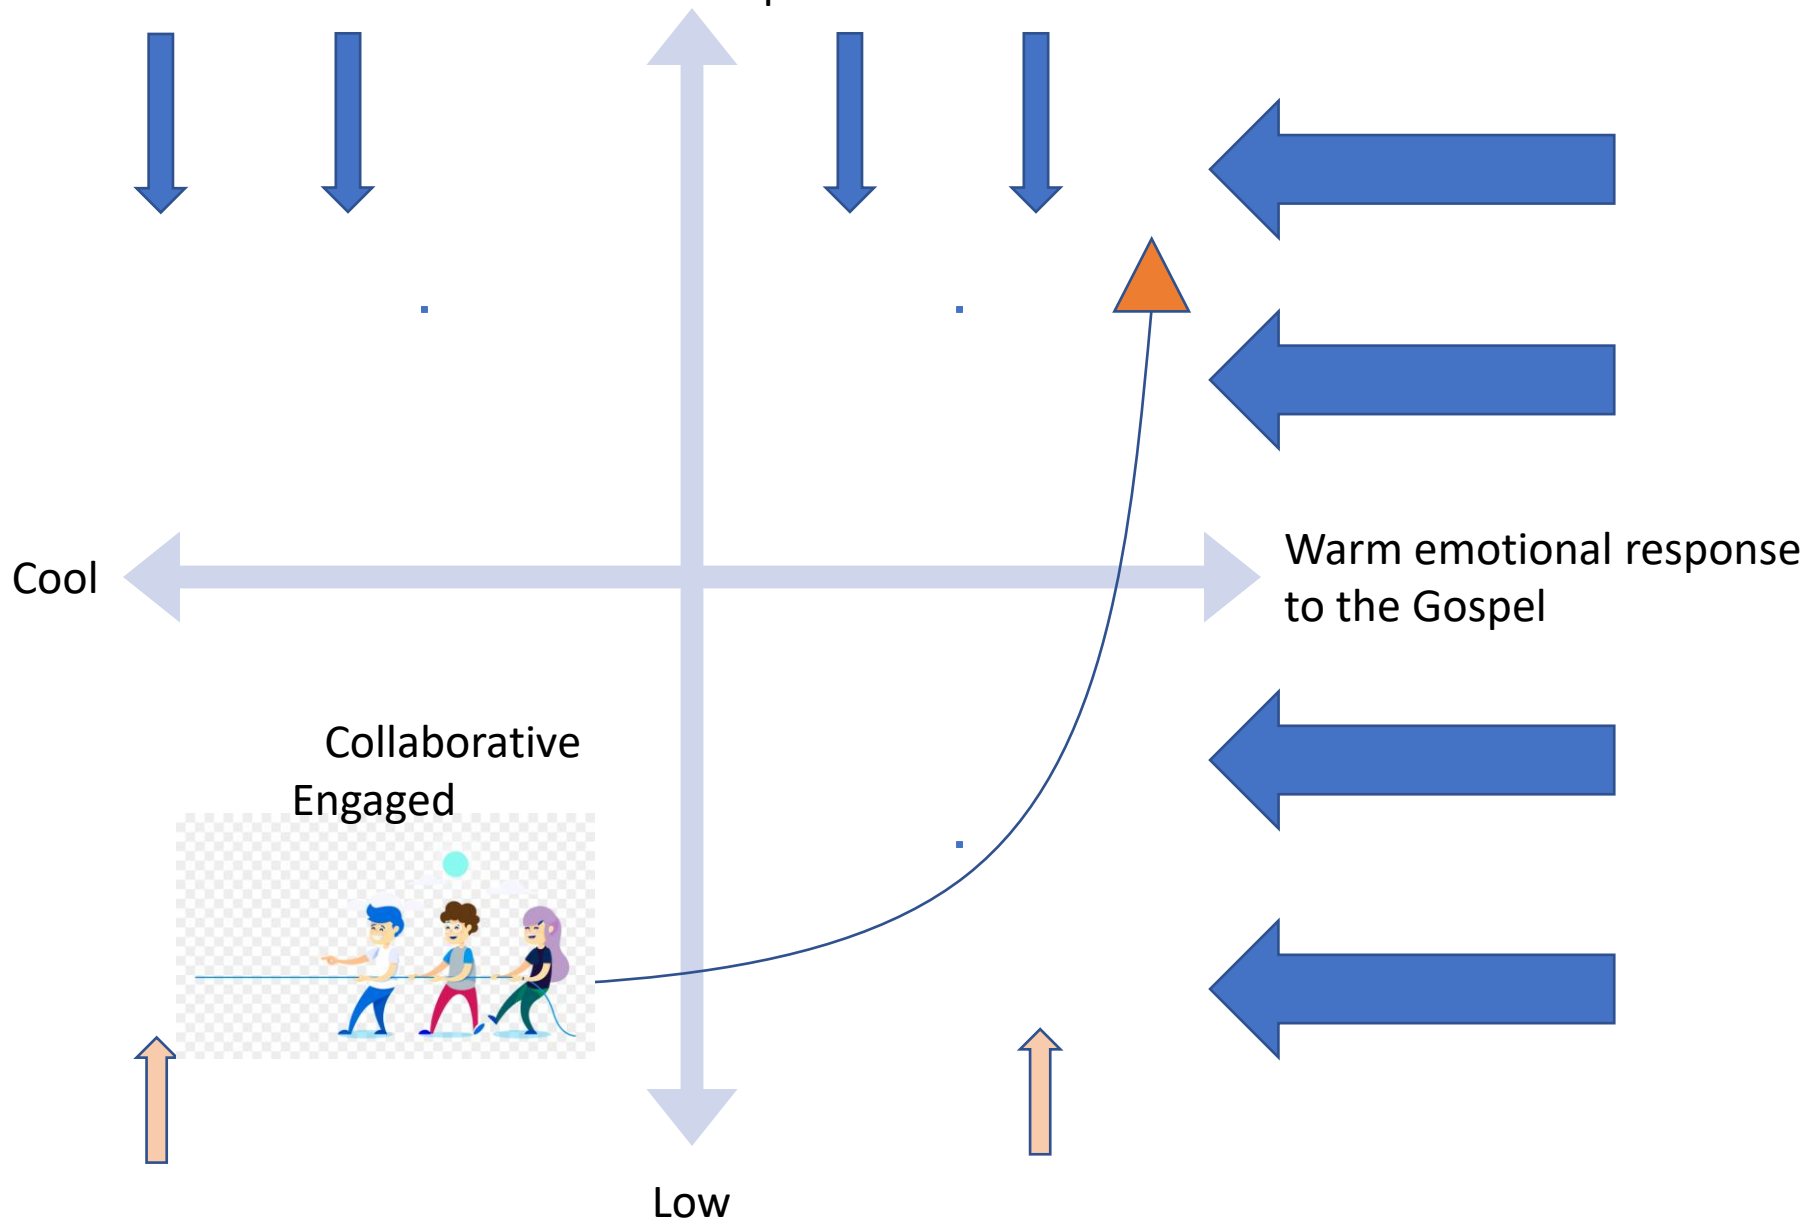 Cool
Warm emotional response
to the Gospel
Collaborative
Engaged
Low